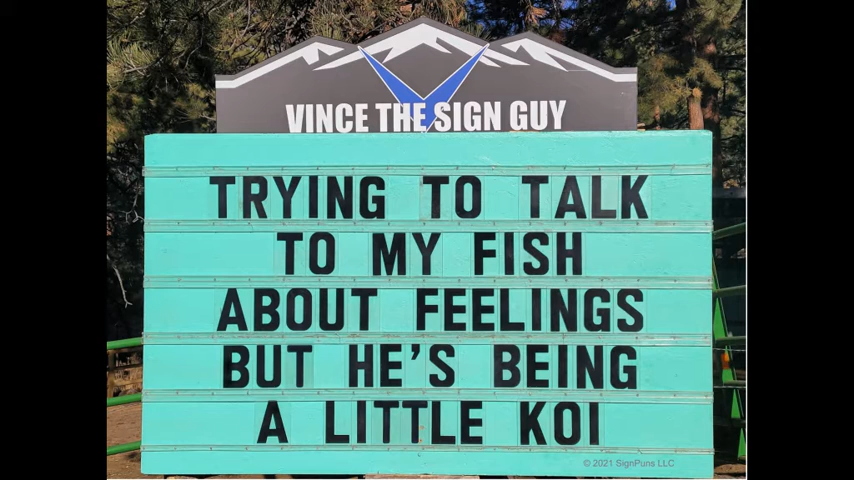 VINCE THE SIGN GUY
TRYING TO TALK
TO MY FISH
ABOUT FEELINGS
BUT HE'S BEING
A LITTLE KOI
© 2021 SignPuns LLC